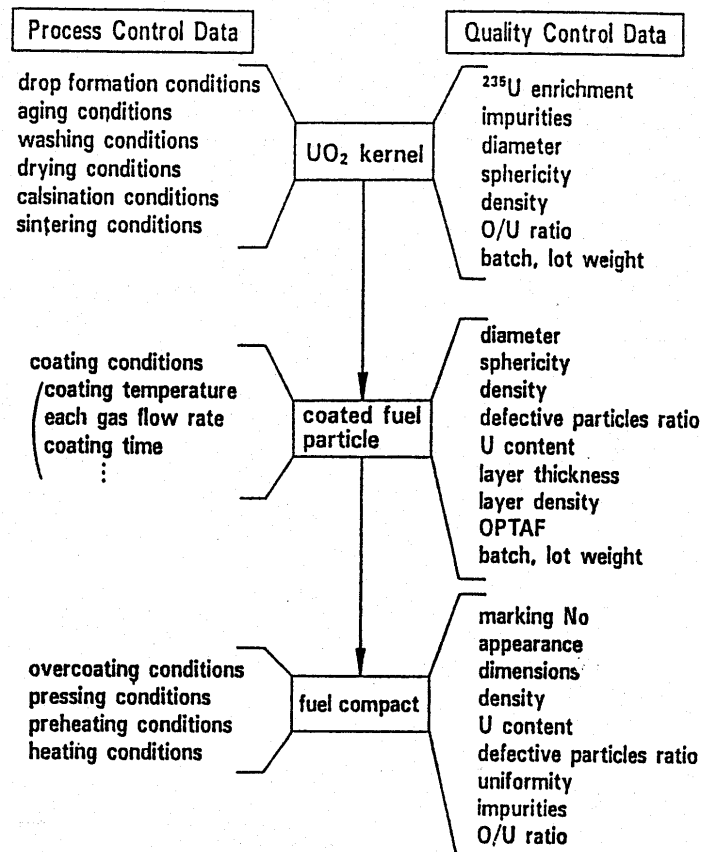 Process Control Data
Quality Control Data
drop formation conditions
aging conditions
washing conditions
drying conditions
calsination conditions
sintering conditions
UO₂ kernel
²³⁵U enrichment
impurities
diameter
sphericity
density
O/U ratio
batch, lot weight
coating conditions
coating temperature
each gas flow rate
coating time
⋮
coated fuel
particle
diameter
sphericity
density
defective particles ratio
U content
layer thickness
layer density
OPTAF
batch, lot weight
overcoating conditions
pressing conditions
preheating conditions
heating conditions
fuel compact
marking No
appearance
dimensions
density
U content
defective particles ratio
uniformity
impurities
O/U ratio